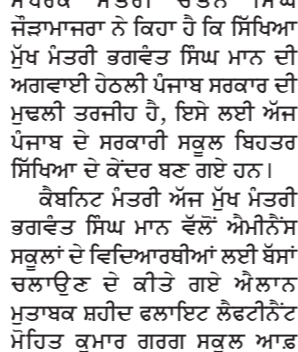 ਜੌੜਾਮਾਜਰਾ ਨੇ ਕਿਹਾ ਹੈ ਕਿ ਸਿੱਖਿਆ
ਮੁੱਖ ਮੰਤਰੀ ਭਗਵੰਤ ਸਿੰਘ ਮਾਨ ਦੀ
ਅਗਵਾਈ ਹੇਠਲੀ ਪੰਜਾਬ ਸਰਕਾਰ ਦੀ
ਮੁਢਲੀ ਤਰਜੀਹ ਹੈ, ਇਸੇ ਲਈ ਅੱਜ
ਪੰਜਾਬ ਦੇ ਸਰਕਾਰੀ ਸਕੂਲ ਬਿਹਤਰ
ਸਿੱਖਿਆ ਦੇ ਕੇਂਦਰ ਬਣ ਗਏ ਹਨ।
ਕੈਬਨਿਟ ਮੰਤਰੀ ਅੱਜ ਮੁੱਖ ਮੰਤਰੀ
ਭਗਵੰਤ ਸਿੰਘ ਮਾਨ ਵੱਲੋਂ ਐਮੀਨੈਂਸ
ਸਕੂਲਾਂ ਦੇ ਵਿਦਿਆਰਥੀਆਂ ਲਈ ਬੱਸਾਂ
ਚਲਾਉਣ ਦੇ ਕੀਤੇ ਗਏ ਐਲਾਨ
ਮੁਤਾਬਕ ਸ਼ਹੀਦ ਫਲਾਇਟ ਲੈਫਟੀਨੈਂਟ
ਮੋਹਿਤ ਕੁਮਾਰ ਗਰਗ ਸਕੂਲ ਆਫ਼